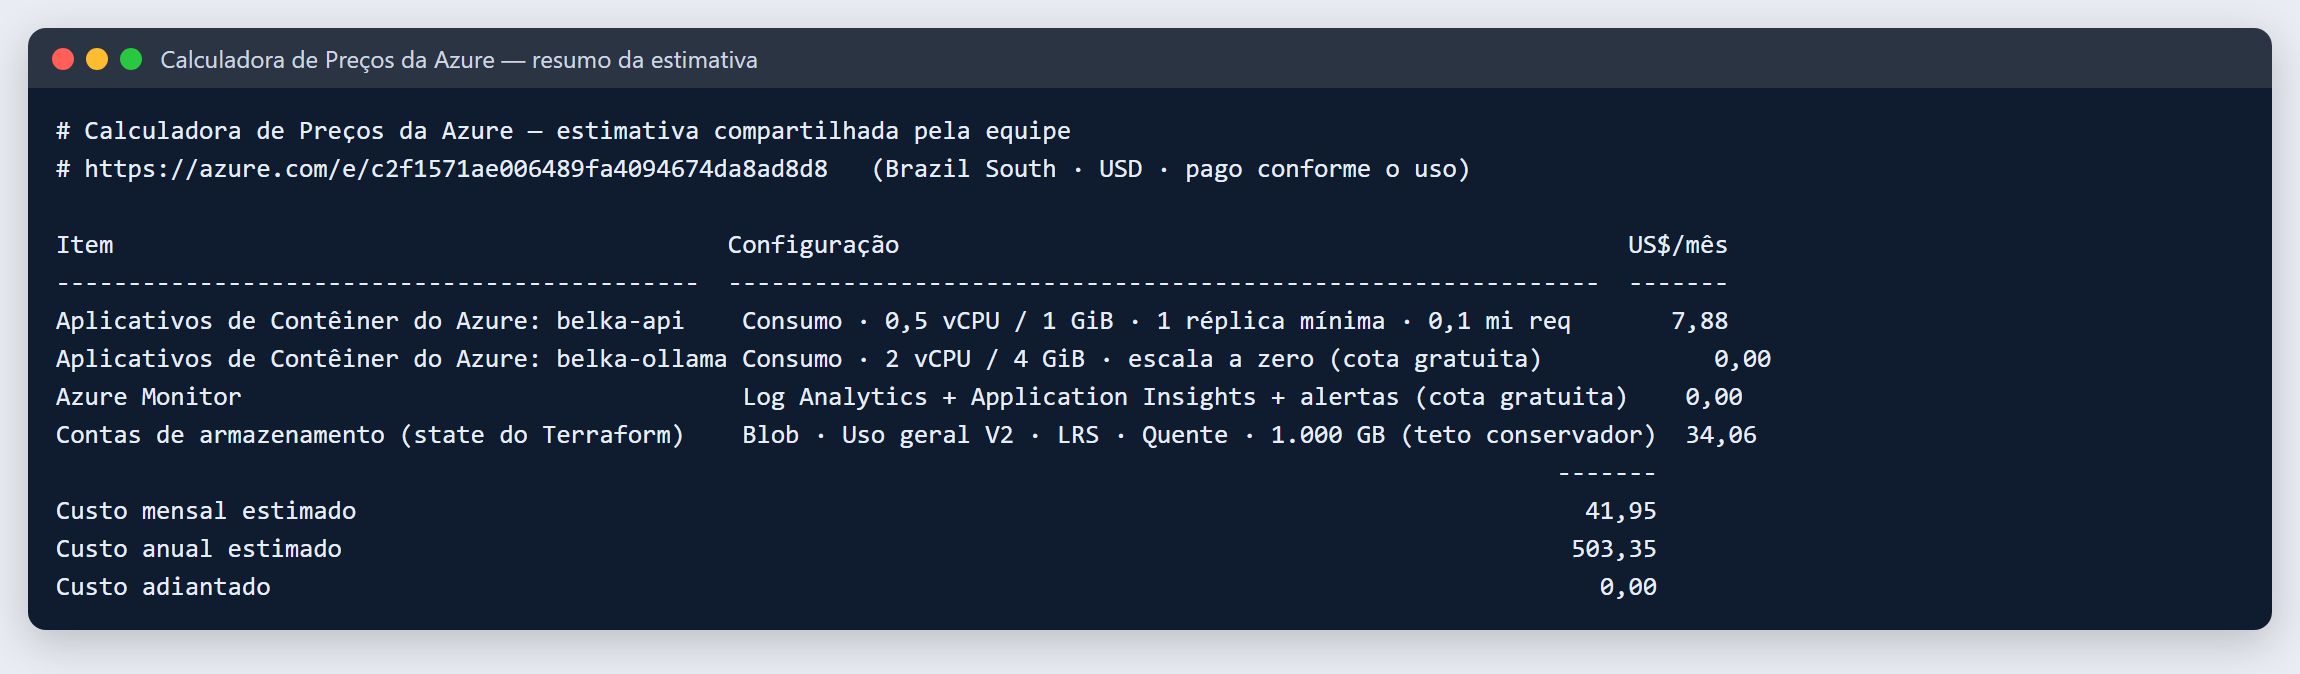 Calculadora de Preços da Azure — resumo da estimativa
# Calculadora de Preços da Azure — estimativa compartilhada pela equipe
# https://azure.com/e/c2f1571ae006489fa4094674da8ad8d8 (Brazil South · USD · pago conforme o uso)
Item Configuração US$/mês
--------------------------------------------- ------------------------------------------------------------- -------
Aplicativos de Contêiner do Azure: belka-api Consumo · 0,5 vCPU / 1 GiB · 1 réplica mínima · 0,1 mi req 7,88
Aplicativos de Contêiner do Azure: belka-ollama Consumo · 2 vCPU / 4 GiB · escala a zero (cota gratuita) 0,00
Azure Monitor Log Analytics + Application Insights + alertas (cota gratuita) 0,00
Contas de armazenamento (state do Terraform) Blob · Uso geral V2 · LRS · Quente · 1.000 GB (teto conservador) 34,06
-------
Custo mensal estimado 41,95
Custo anual estimado 503,35
Custo adiantado 0,00